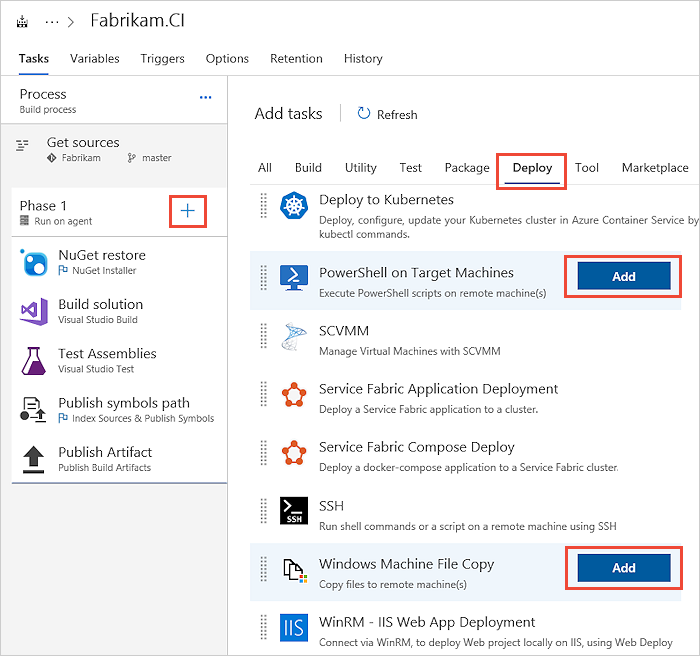 ··· > Fabrikam.CI
Tasks Variables Triggers Options Retention History
Process ···
Build process
Get sources
Fabrikam master
Phase 1 +
Run on agent
NuGet restore
NuGet Installer
Build solution
Visual Studio Build
Test Assemblies
Visual Studio Test
Publish symbols path
Index Sources & Publish Symbols
Publish Artifact
Publish Build Artifacts
Add tasks Refresh
All Build Utility Test Package Deploy Tool Marketplace
Deploy to Kubernetes
Deploy, configure, update your Kubernetes cluster in Azure Container Service by
kubectl commands.
PowerShell on Target Machines
Execute PowerShell scripts on remote machine(s)
Add
SCVMM
Manage Virtual Machines with SCVMM
Service Fabric Application Deployment
Deploy a Service Fabric application to a cluster.
Service Fabric Compose Deploy
Deploy a docker-compose application to a Service Fabric cluster.
SSH
SSH
Run shell commands or a script on a remote machine using SSH
Windows Machine File Copy
Copy files to remote machine(s)
Add
IIS
WinRM - IIS Web App Deployment
Connect via WinRM, to deploy Web project locally on IIS, using Web Deploy